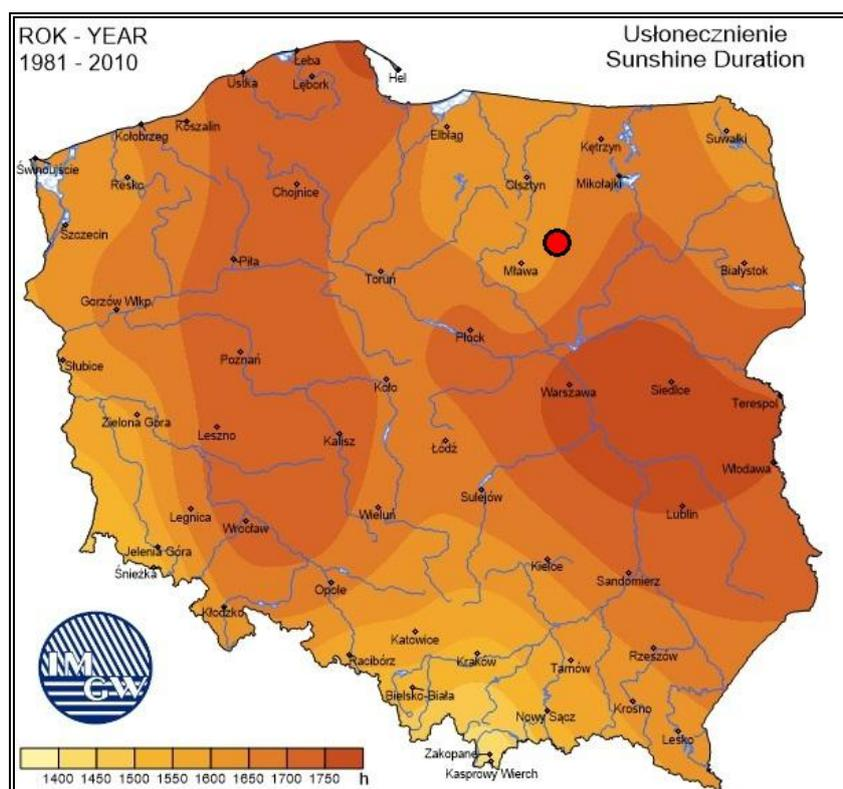 ROK - YEAR
1981 - 2010
Usłonecznienie
Sunshine Duration
Łeba
Hel
Ustka
Lębork
Koszalin
Kołobrzeg
Elbląg
Suwałki
Kętrzyn
Świnoujście
Resko
Chojnice
Olsztyn
Mikołajki
Szczecin
Piła
Toruń
Mława
Białystok
Gorzów Wlkp.
Płock
Słubice
Poznań
Koło
Warszawa
Siedlce
Terespol
Zielona Góra
Leszno
Kalisz
Łódź
Włodawa
Sulejów
Legnica
Wrocław
Wieluń
Lublin
Jelenia Góra
Śnieżka
Kielce
Sandomierz
Opole
Kłodzko
Katowice
Racibórz
Kraków
Tarnów
Rzeszów
Bielsko-Biała
Nowy Sącz
Krosno
Lesko
Zakopane
Kasprowy Wierch
IM
GW
1400 1450 1500 1550 1600 1650 1700 1750 h